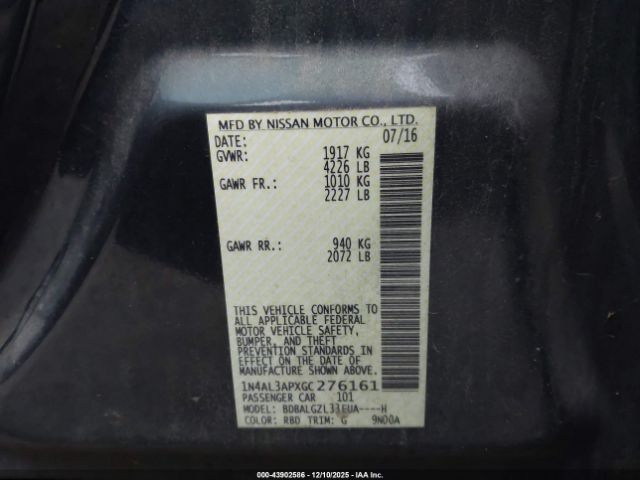 MFD BY NISSAN MOTOR CO., LTD.
DATE: 07/16
GVWR: 1917 KG
4226 LB
GAWR FR.: 1010 KG
2227 LB
GAWR RR.: 940 KG
2072 LB
THIS VEHICLE CONFORMS TO
ALL APPLICABLE FEDERAL
MOTOR VEHICLE SAFETY,
BUMPER, AND THEFT
PREVENTION STANDARDS IN
EFFECT ON THE DATE OF
MANUFACTURE SHOWN ABOVE.
1N4AL3APXGC276161
PASSENGER CAR 101
MODEL: BDBALGZL33EUA----H
COLOR: RBD TRIM: G 9N00A
000-43902586 - 12/10/2025 - IAA Inc.